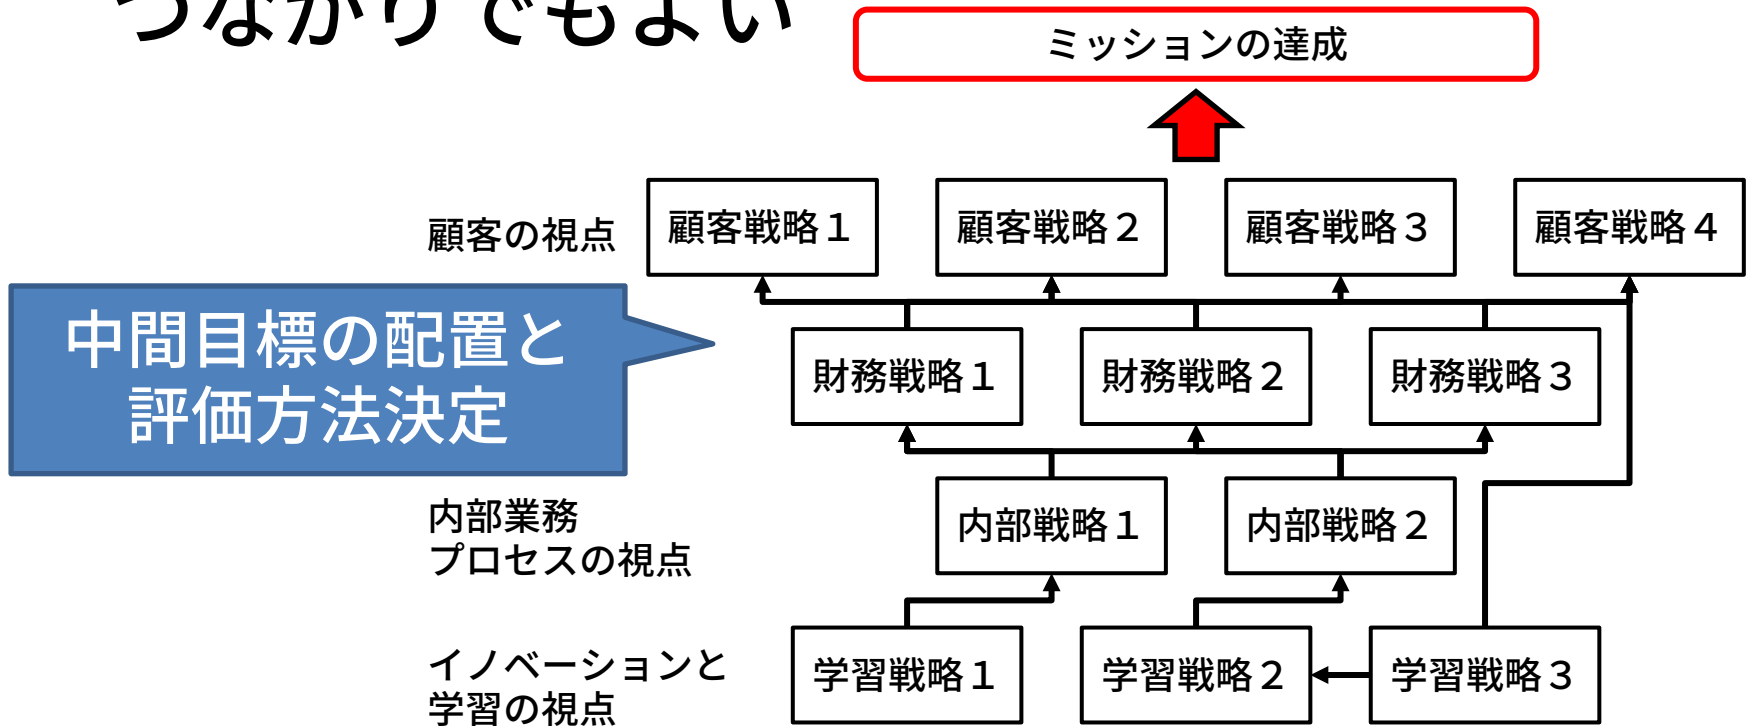 つながりでもよい
ミッションの達成
顧客の視点
顧客戦略１
顧客戦略２
顧客戦略３
顧客戦略４
中間目標の配置と
評価方法決定
財務戦略１
財務戦略２
財務戦略３
内部業務
プロセスの視点
内部戦略１
内部戦略２
イノベーションと
学習の視点
学習戦略１
学習戦略２
学習戦略３